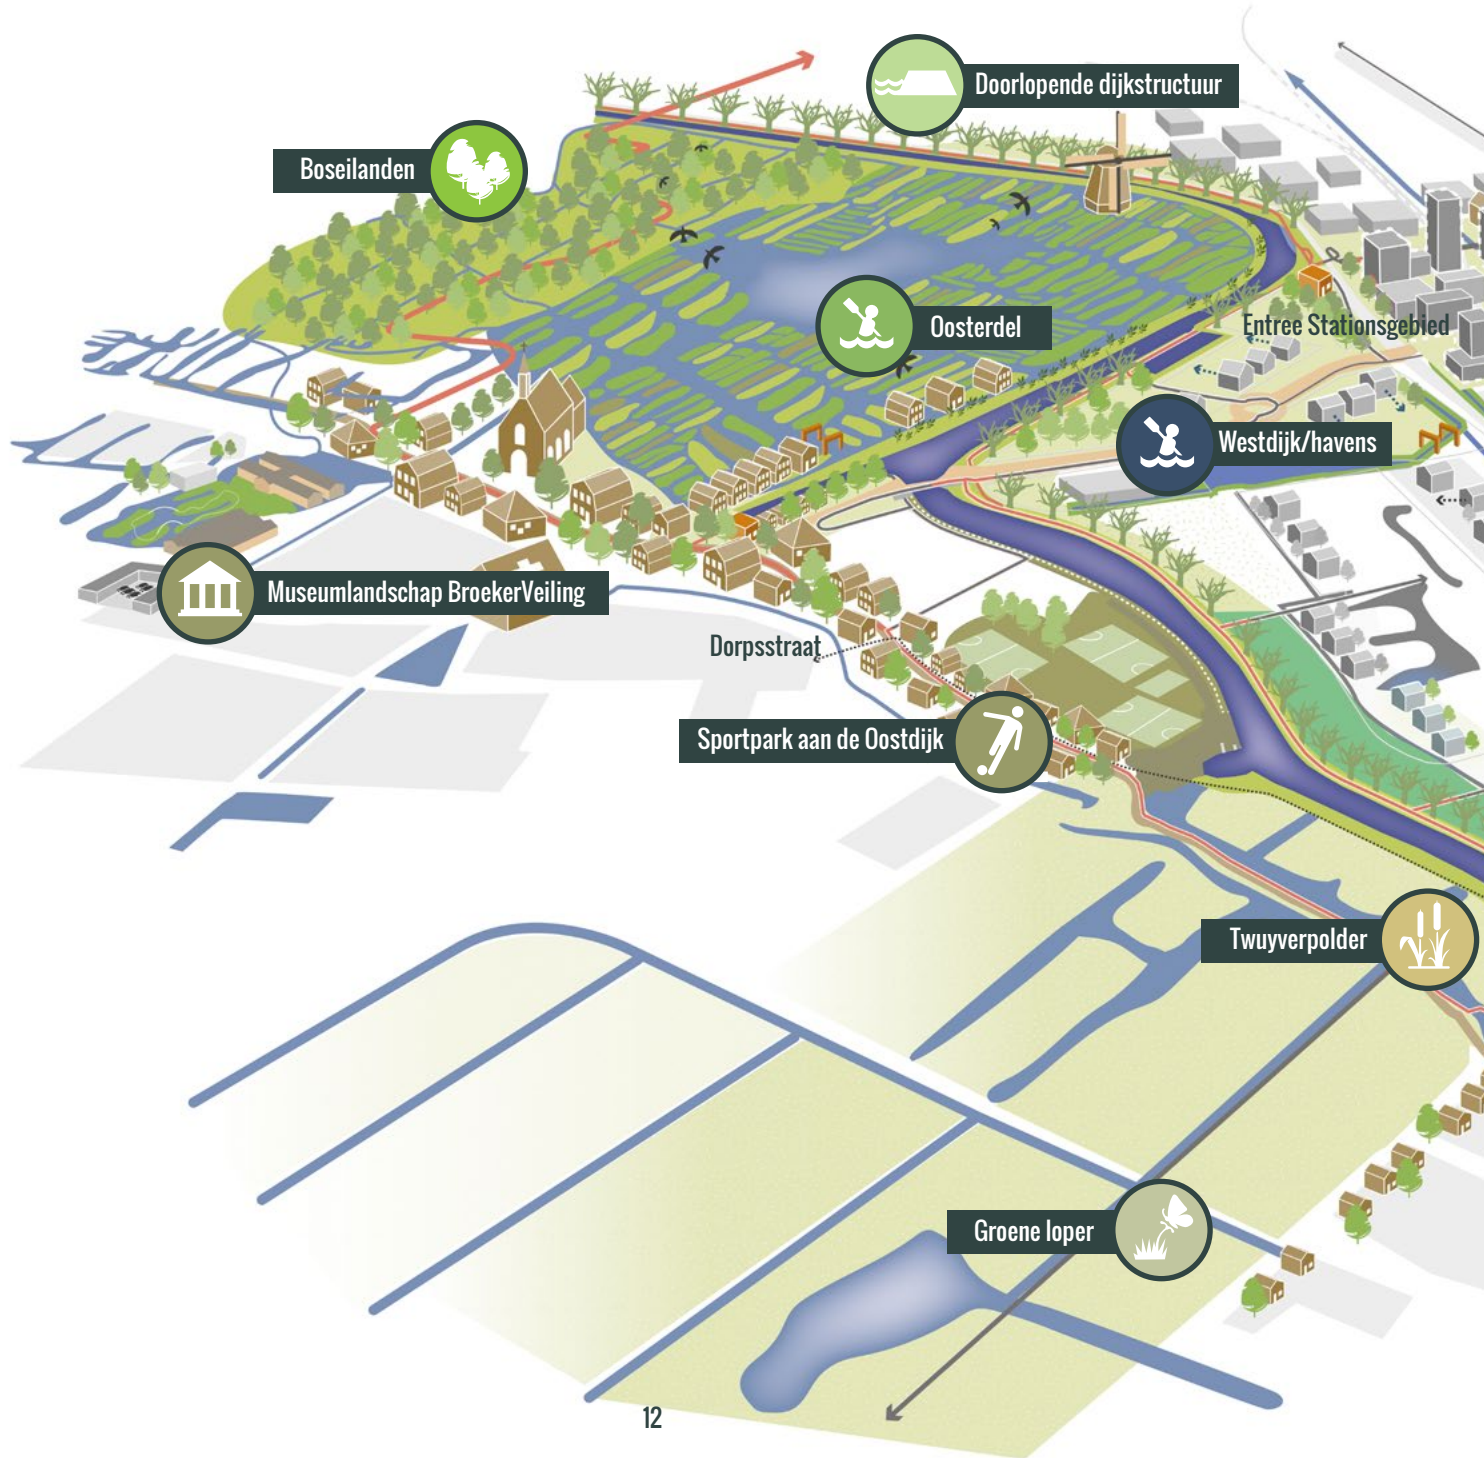 Doorlopende dijkstructuur
Boseilanden
Oosterdel
Entree Stationsgebied
Westdijk/havens
Museumlandschap BroekerVeiling
Dorpsstraat
Sportpark aan de Oostdijk
Twuyverpolder
Groene loper
12